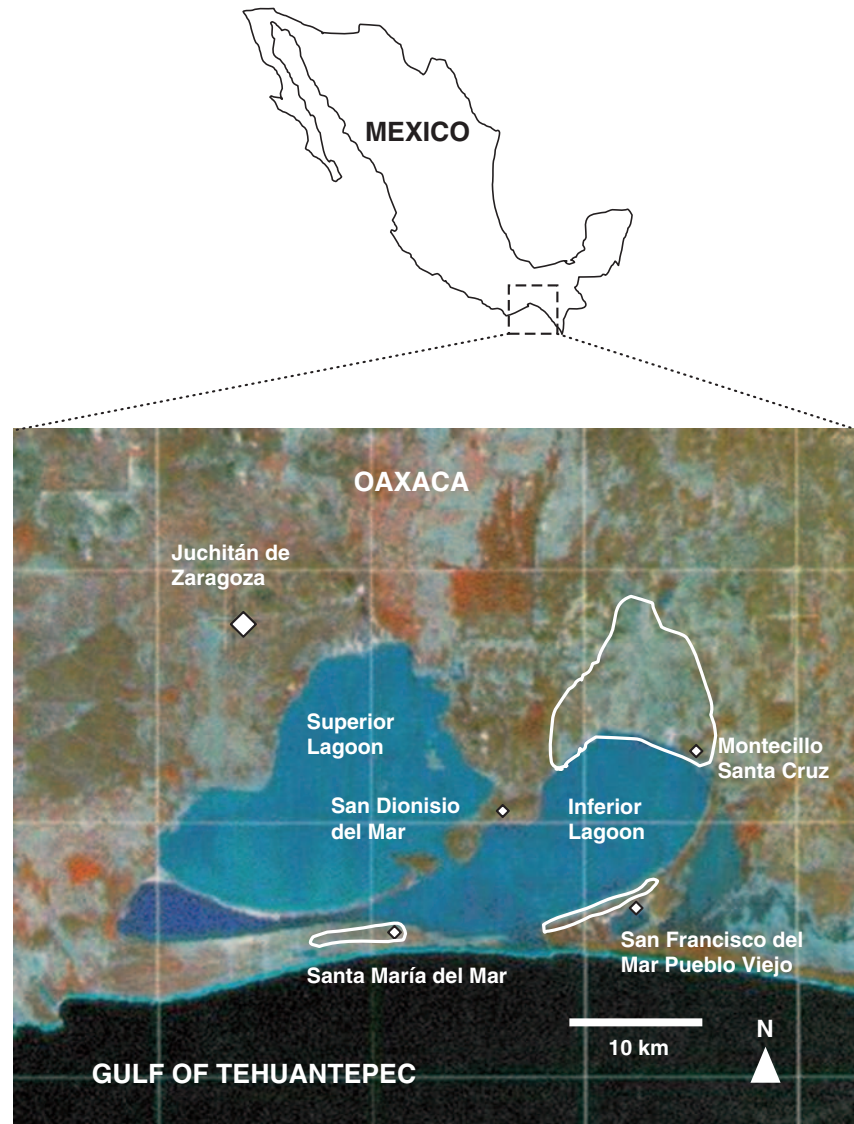 MEXICO
OAXACA
Juchitán de
Zaragoza
Superior
Lagoon
Montecillo
Santa Cruz
San Dionisio
del Mar
Inferior
Lagoon
San Francisco del
Mar Pueblo Viejo
Santa María del Mar
10 km
N
GULF OF TEHUANTEPEC